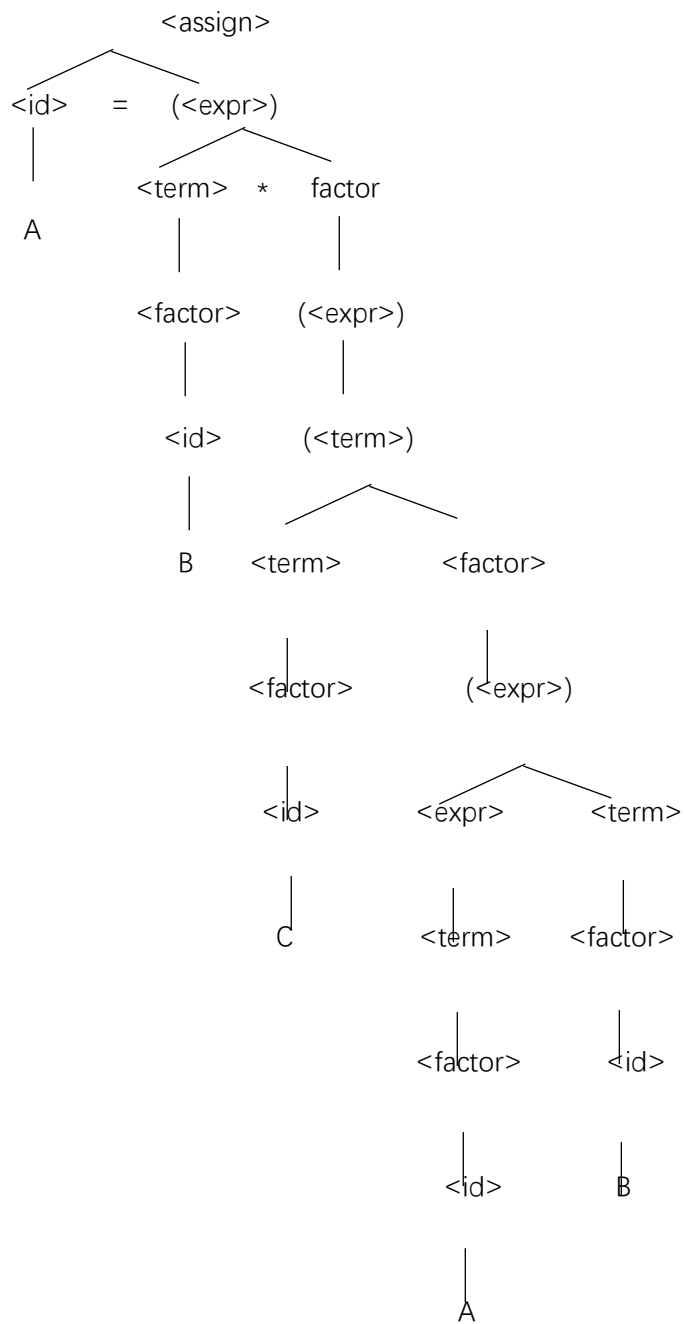 <assign>
<id> = (<expr>)
<term> * factor
A
<factor> (<expr>)
<id> (<term>)
B <term> <factor>
<factor> (<expr>)
<id> <expr> <term>
C <term> <factor>
<factor> <id>
<id> B
A